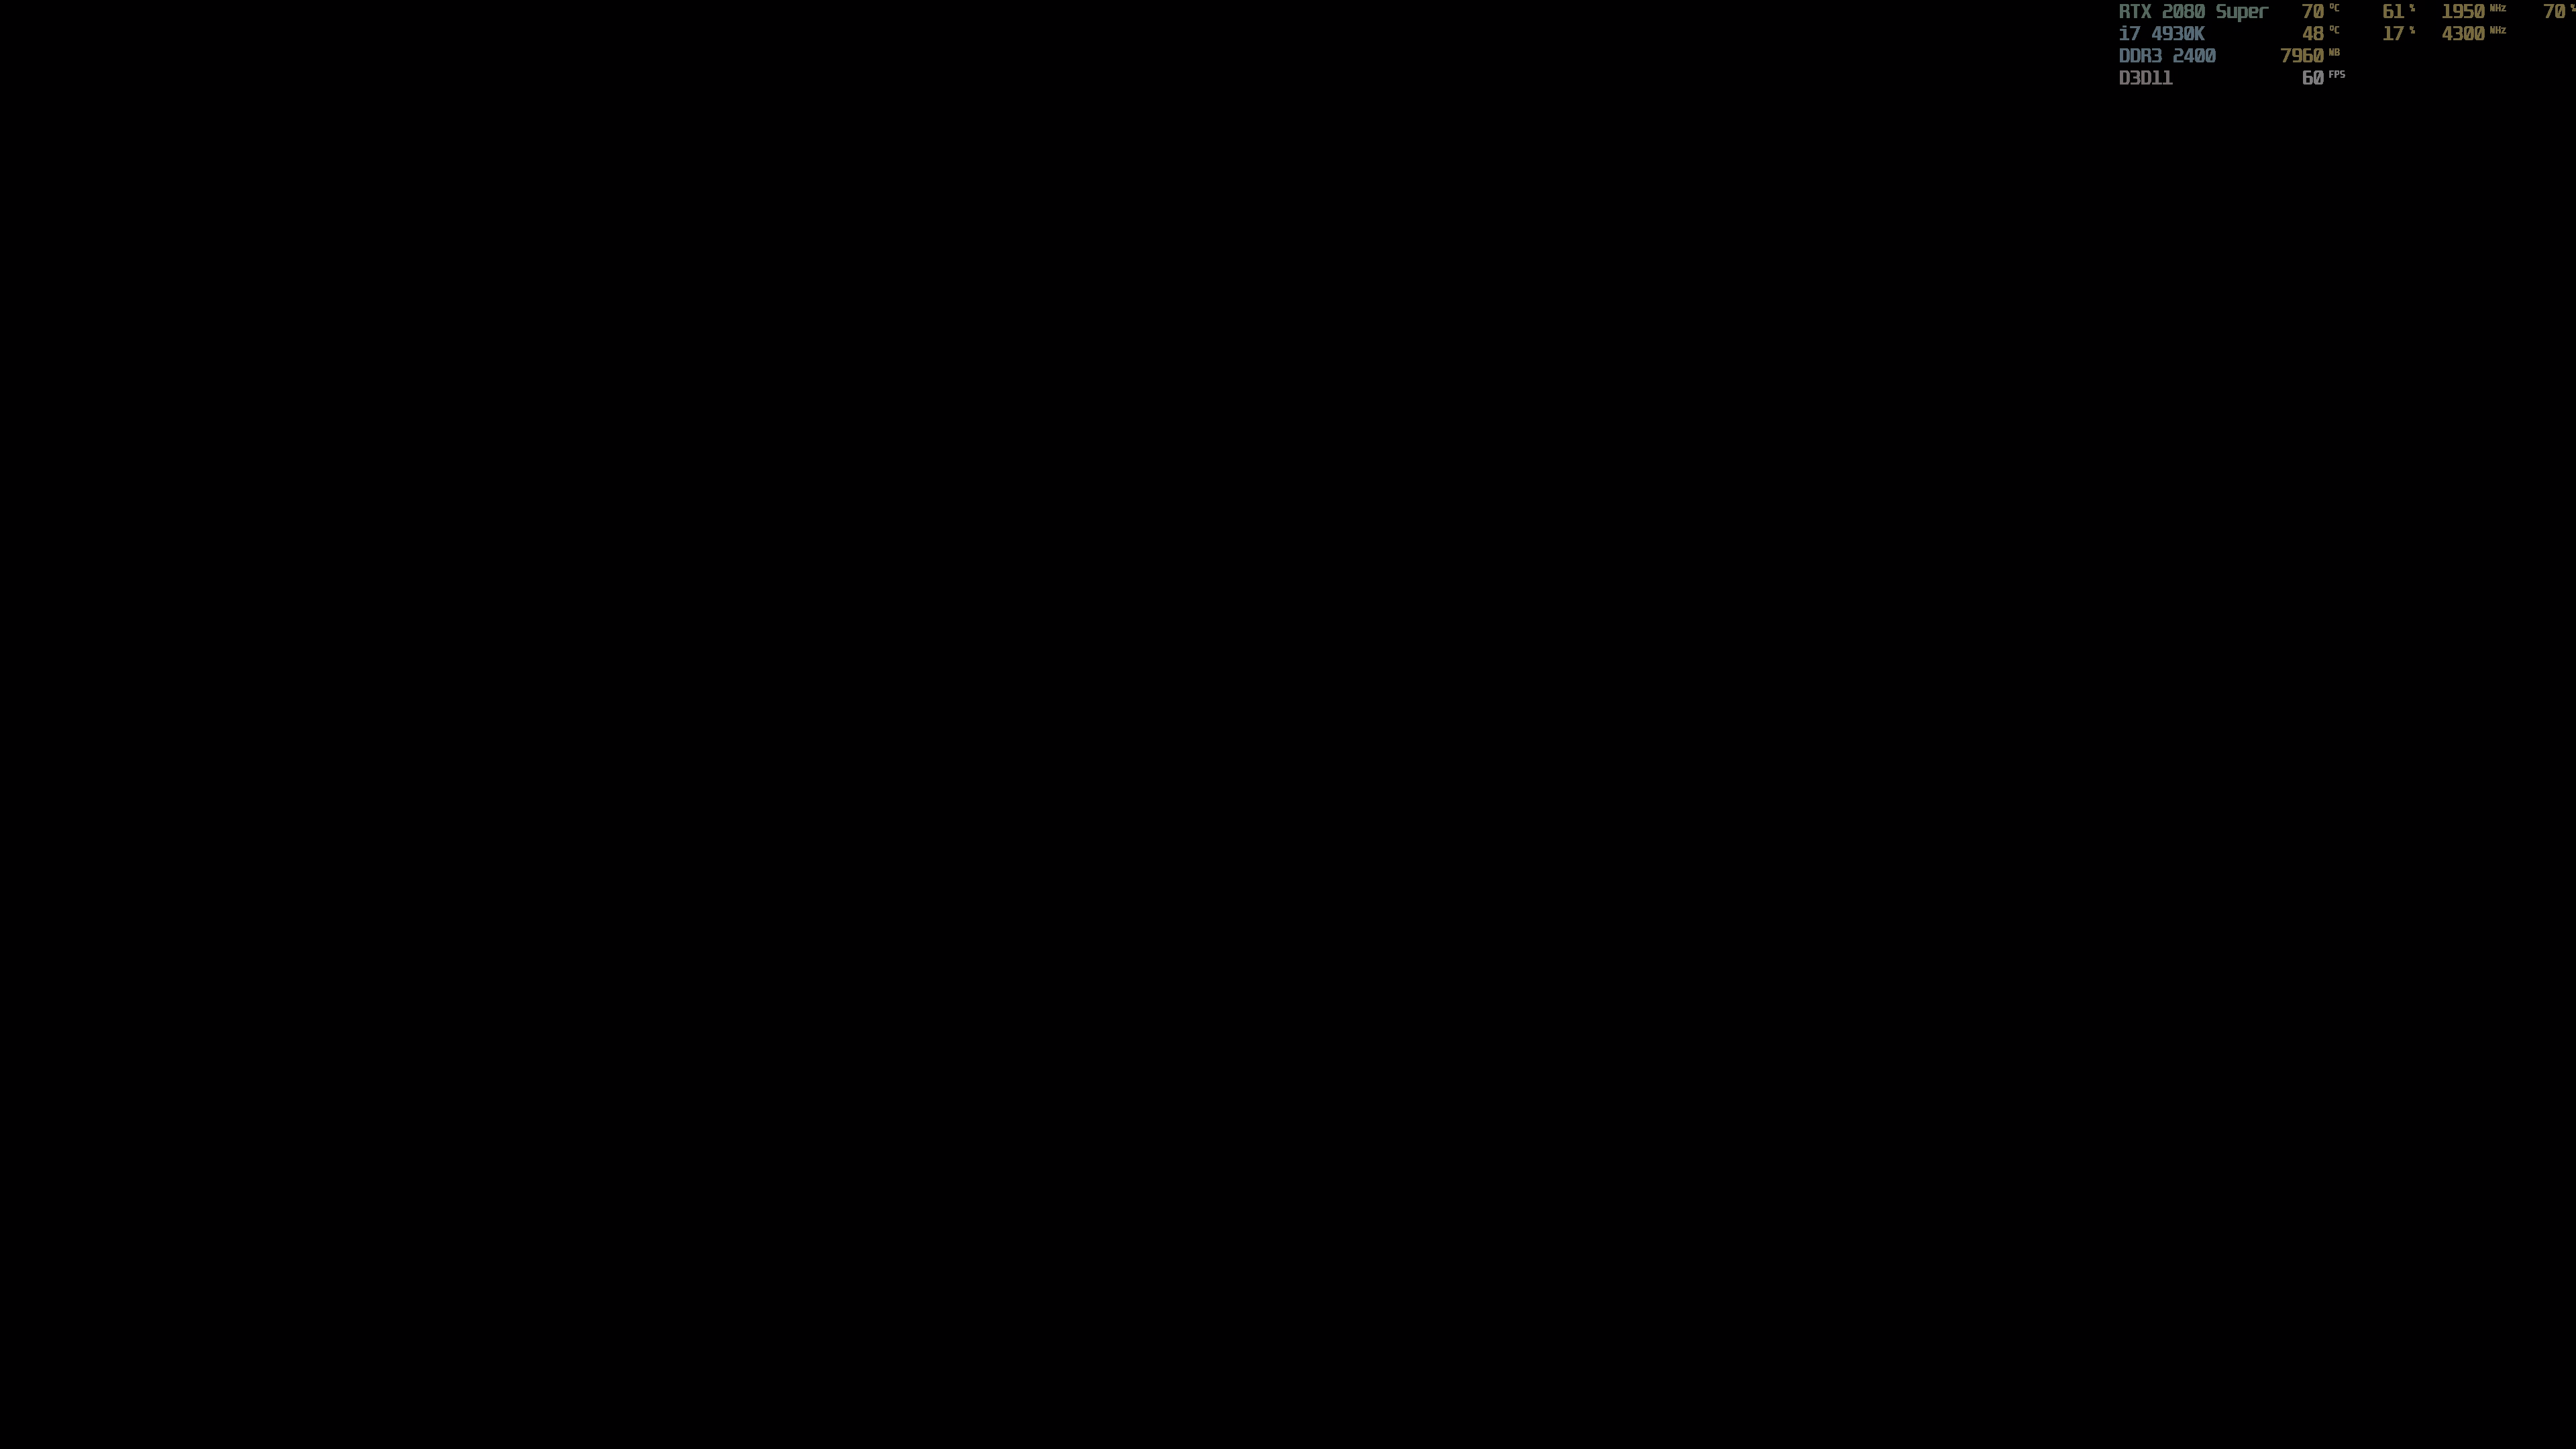 RTX 2080 Super 70 °C 61 % 1950 MHz 70 %
i7 4930K 48 °C 17 % 4300 MHz
DDR3 2400 7960 MB
D3D11 60 FPS